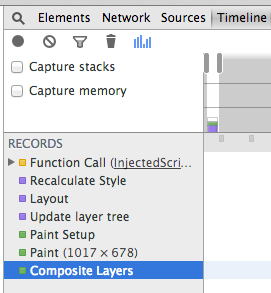 Elements Network Sources Timeline
Capture stacks
Capture memory
RECORDS
Function Call (InjectedScri...
Recalculate Style
Layout
Update layer tree
Paint Setup
Paint (1017 × 678)
Composite Layers